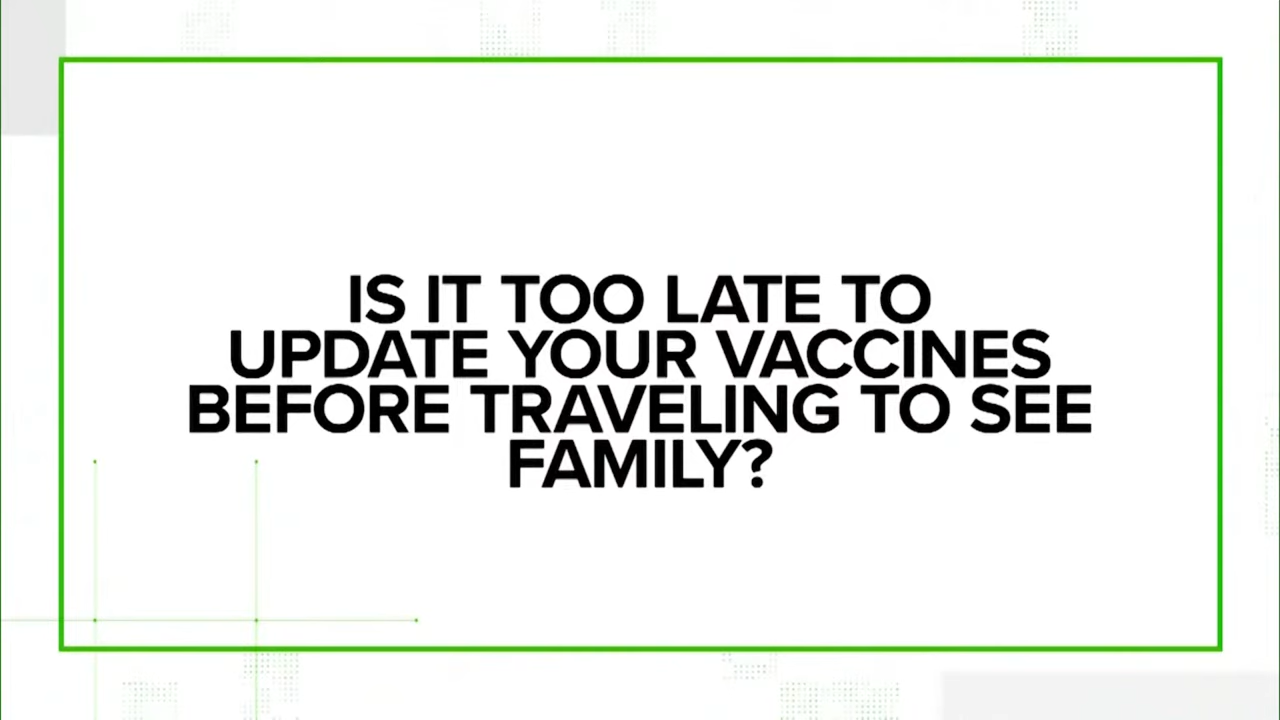 IS IT TOO LATE TO
UPDATE YOUR VACCINES
BEFORE TRAVELING TO SEE
FAMILY?